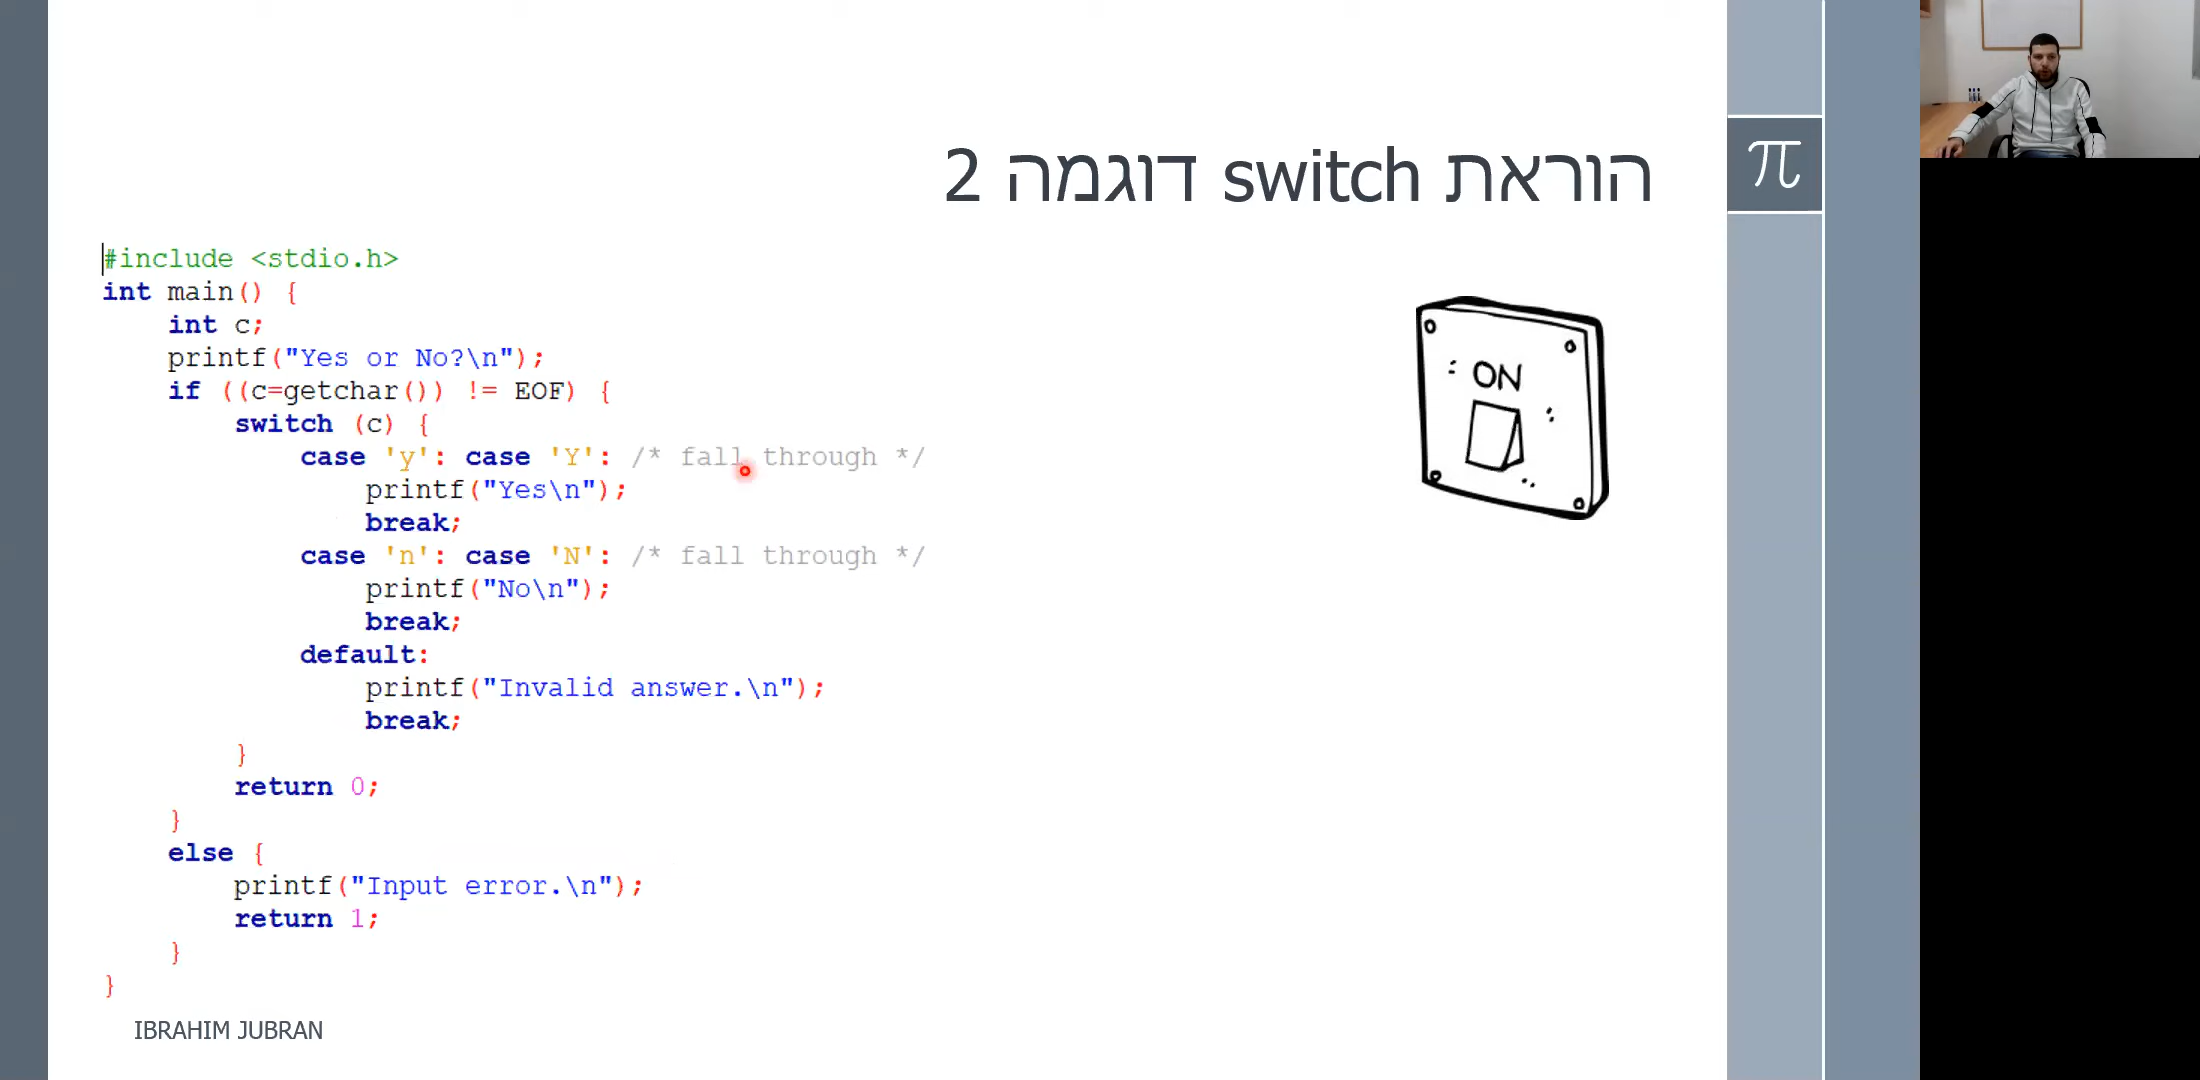 הוראת switch דוגמה 2
π
#include <stdio.h>
int main() {
    int c;
    printf("Yes or No?\n");
    if ((c=getchar()) != EOF) {
        switch (c) {
            case 'y': case 'Y': /* fall through */
                printf("Yes\n");
                break;
            case 'n': case 'N': /* fall through */
                printf("No\n");
                break;
            default:
                printf("Invalid answer.\n");
                break;
        }
        return 0;
    }
    else {
        printf("Input error.\n");
        return 1;
    }
}
ON
IBRAHIM JUBRAN